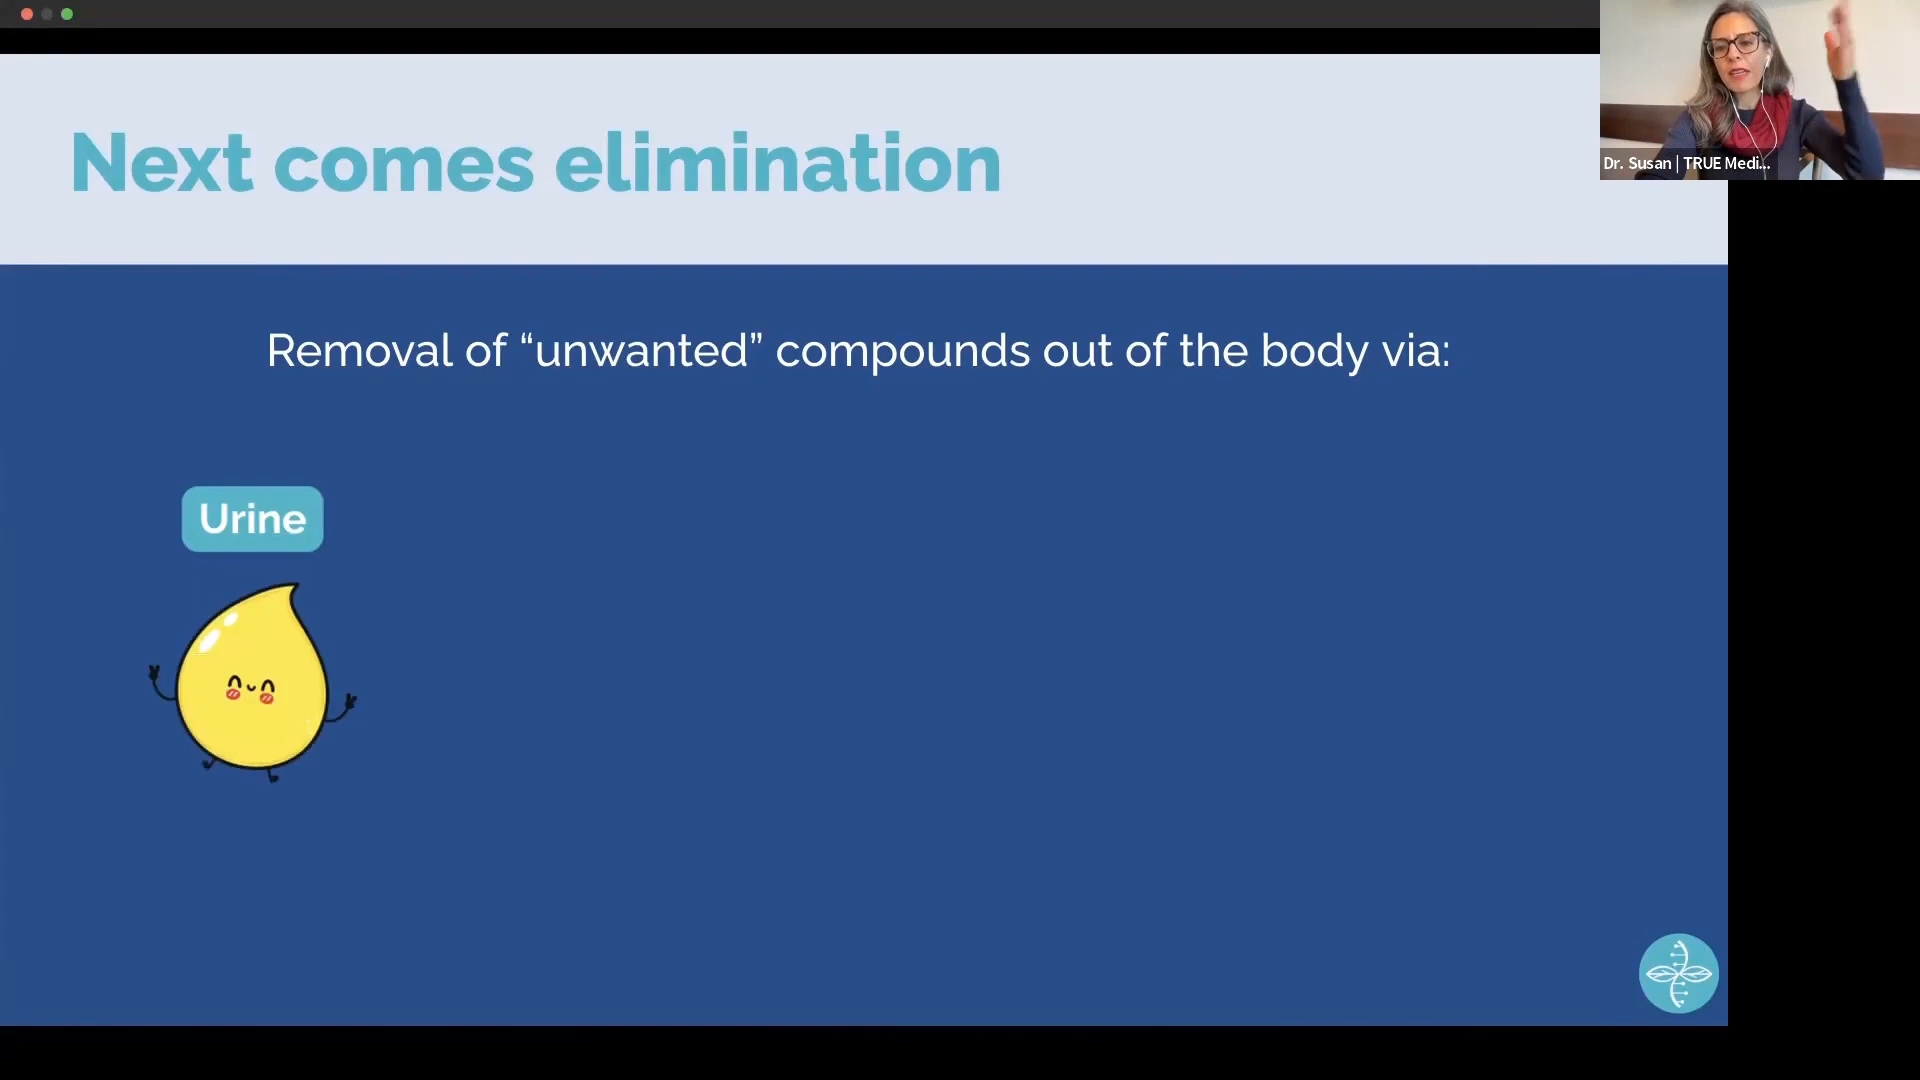 Next comes elimination
Dr. Susan | TRUE Medi...
Removal of “unwanted” compounds out of the body via:
Urine